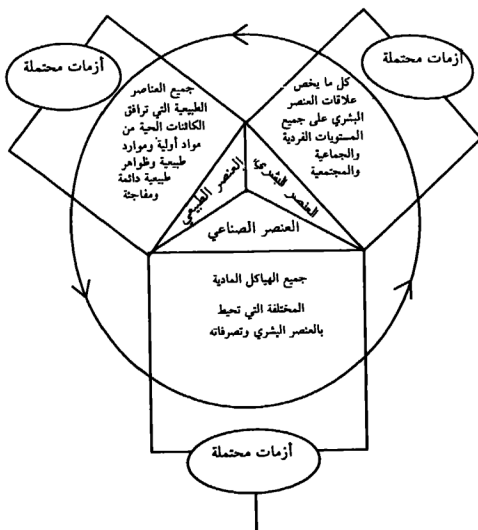 أزمات محتملة
كل ما يخص
علاقات العنصر
البشري على جميع
المستويات الفردية
والجماعية
والمجتمعية
أزمات محتملة
جميع العناصر
الطبيعية التي ترافق
الكائنات الحية من
مواد أولية وموارد
طبيعية وظواهر
طبيعية دائمة
ومفاجئة
العنصر البشري
العنصر الطبيعي
العنصر الصناعي
جميع الهياكل المادية
المختلفة التي تحيط
بالعنصر البشري وتصرفاته
أزمات محتملة